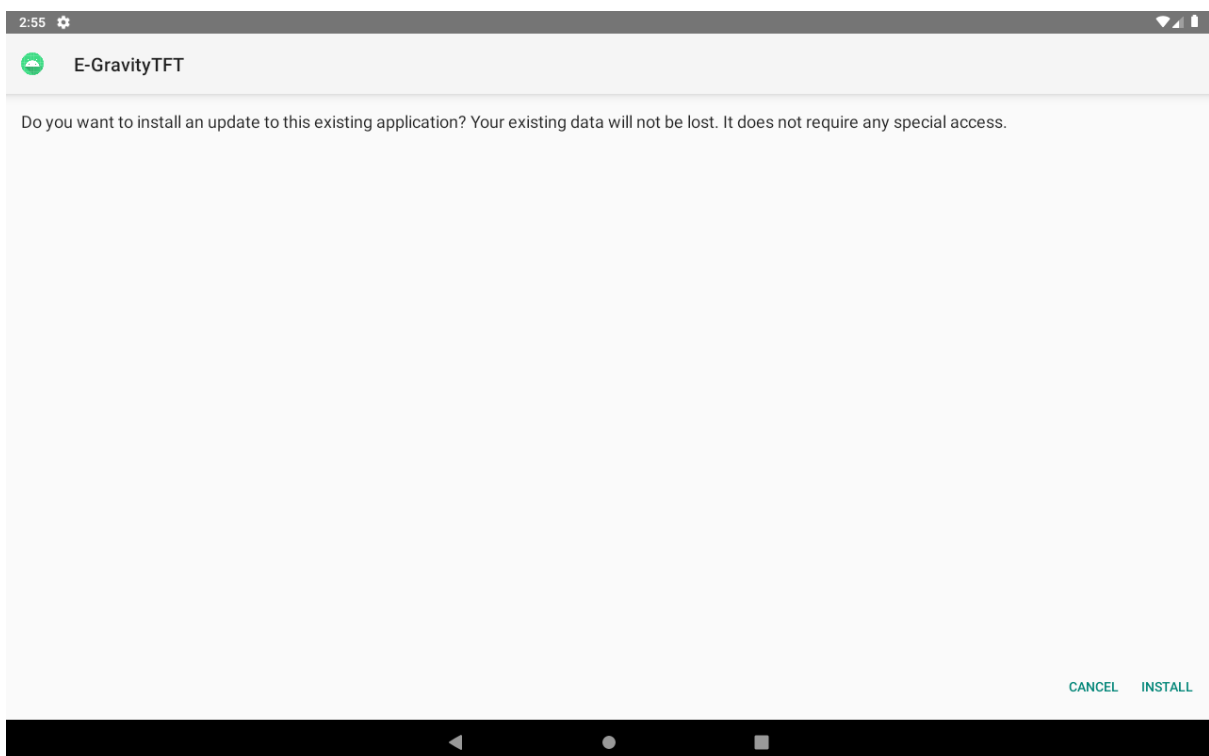 2:55
E-GravityTFT
Do you want to install an update to this existing application? Your existing data will not be lost. It does not require any special access.
CANCEL INSTALL